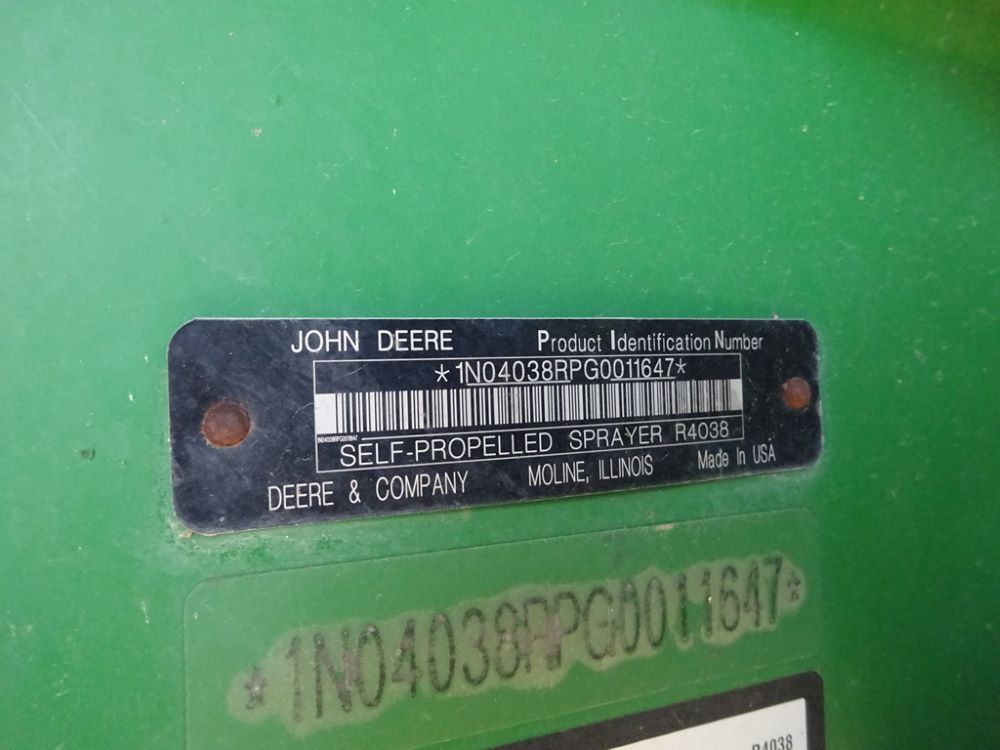 JOHN DEERE Product Identification Number
*1N04038RPG0011647*
1N04038RPG0011647
SELF-PROPELLED SPRAYER R4038
DEERE & COMPANY MOLINE, ILLINOIS Made In USA
*1N04038RPG0011647*
R4038